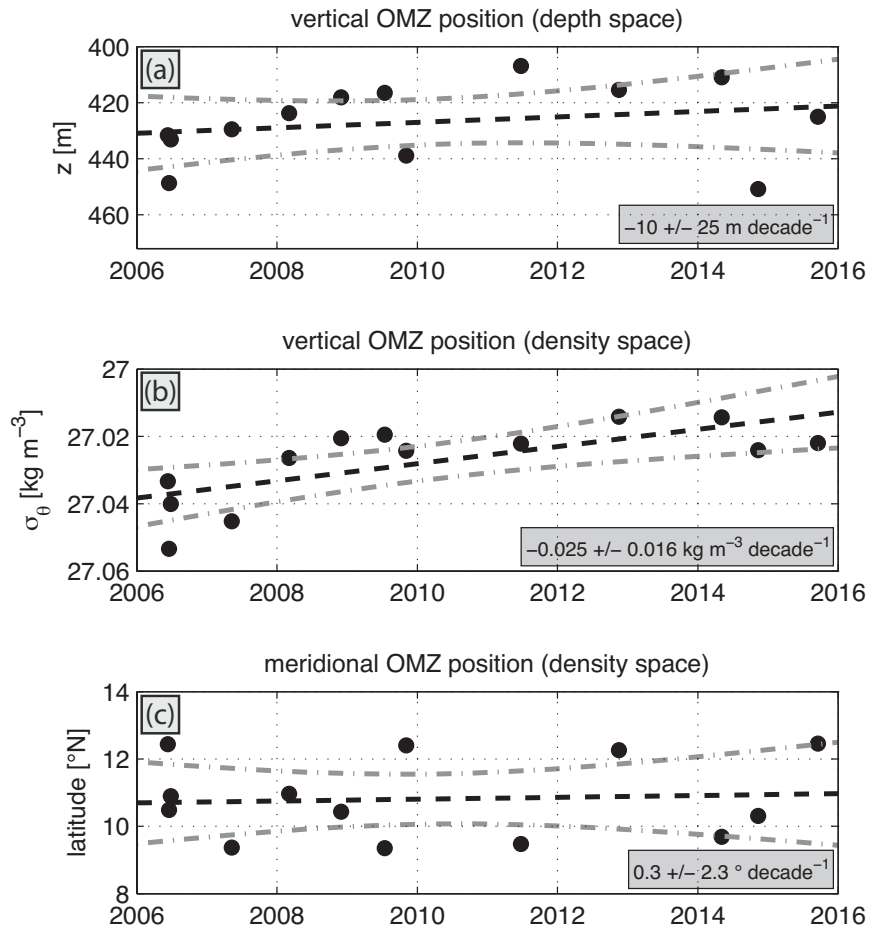 vertical OMZ position (depth space)
(a)
400
420
440
460
z [m]
−10 +/− 25 m decade⁻¹
2006 2008 2010 2012 2014 2016
vertical OMZ position (density space)
(b)
27
27.02
27.04
27.06
σθ [kg m⁻³]
−0.025 +/− 0.016 kg m⁻³ decade⁻¹
2006 2008 2010 2012 2014 2016
meridional OMZ position (density space)
(c)
14
12
10
8
latitude [°N]
0.3 +/− 2.3 ° decade⁻¹
2006 2008 2010 2012 2014 2016